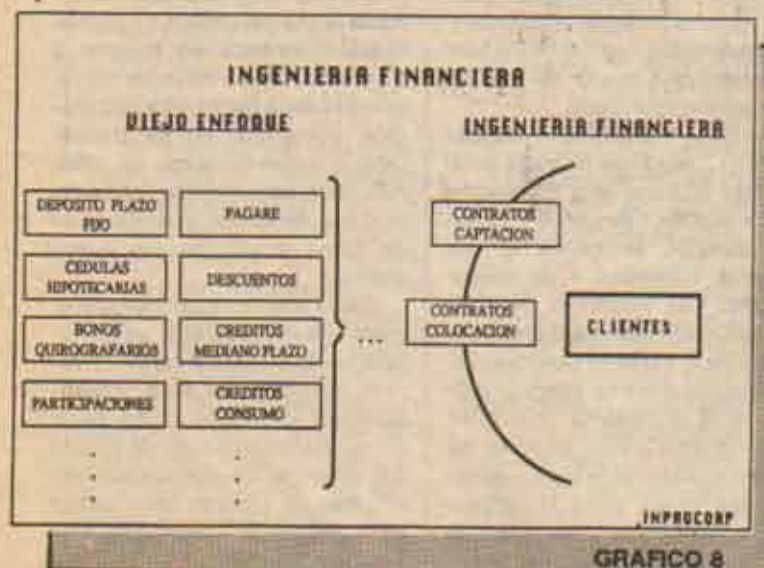 INGENIERIA FINANCIERA
VIEJO ENFOQUE
DEPOSITO PLAZO
FIJO
PAGARE
CEDULAS
HIPOTECARIAS
DESCUENTOS
BONOS
QUIROGRAFARIOS
CREDITOS
MEDIANO PLAZO
PARTICIPACIONES
CREDITOS
CONSUMO
...
INGENIERIA FINANCIERA
CONTRATOS
CAPTACION
CONTRATOS
COLOCACION
CLIENTES
INPROCORP
GRAFICO 8